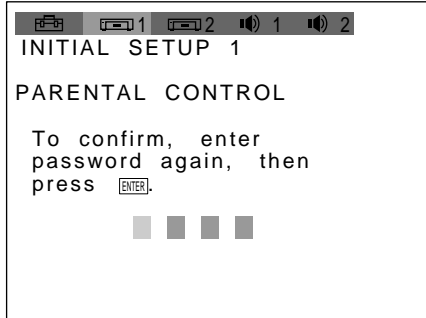 1 2 1 2
INITIAL SETUP 1
PARENTAL CONTROL
To confirm, enter
password again, then
press ENTER.